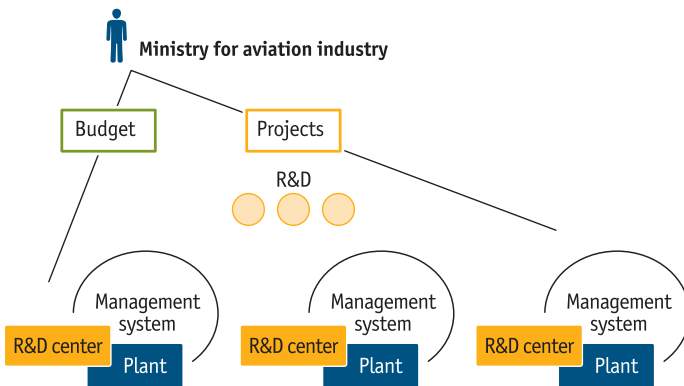 Ministry for aviation industry
Budget
Projects
R&D
Management
system
R&D center
Plant
Management
system
R&D center
Plant
Management
system
R&D center
Plant